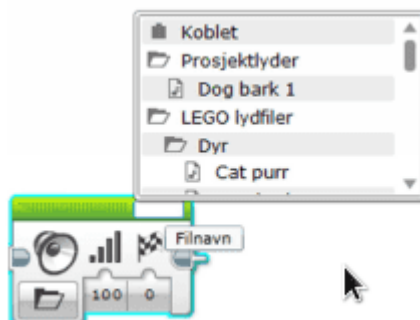 Koblet
Prosjektlyder
Dog bark 1
LEGO lydfiler
Dyr
Cat purr
Filnavn
100 0